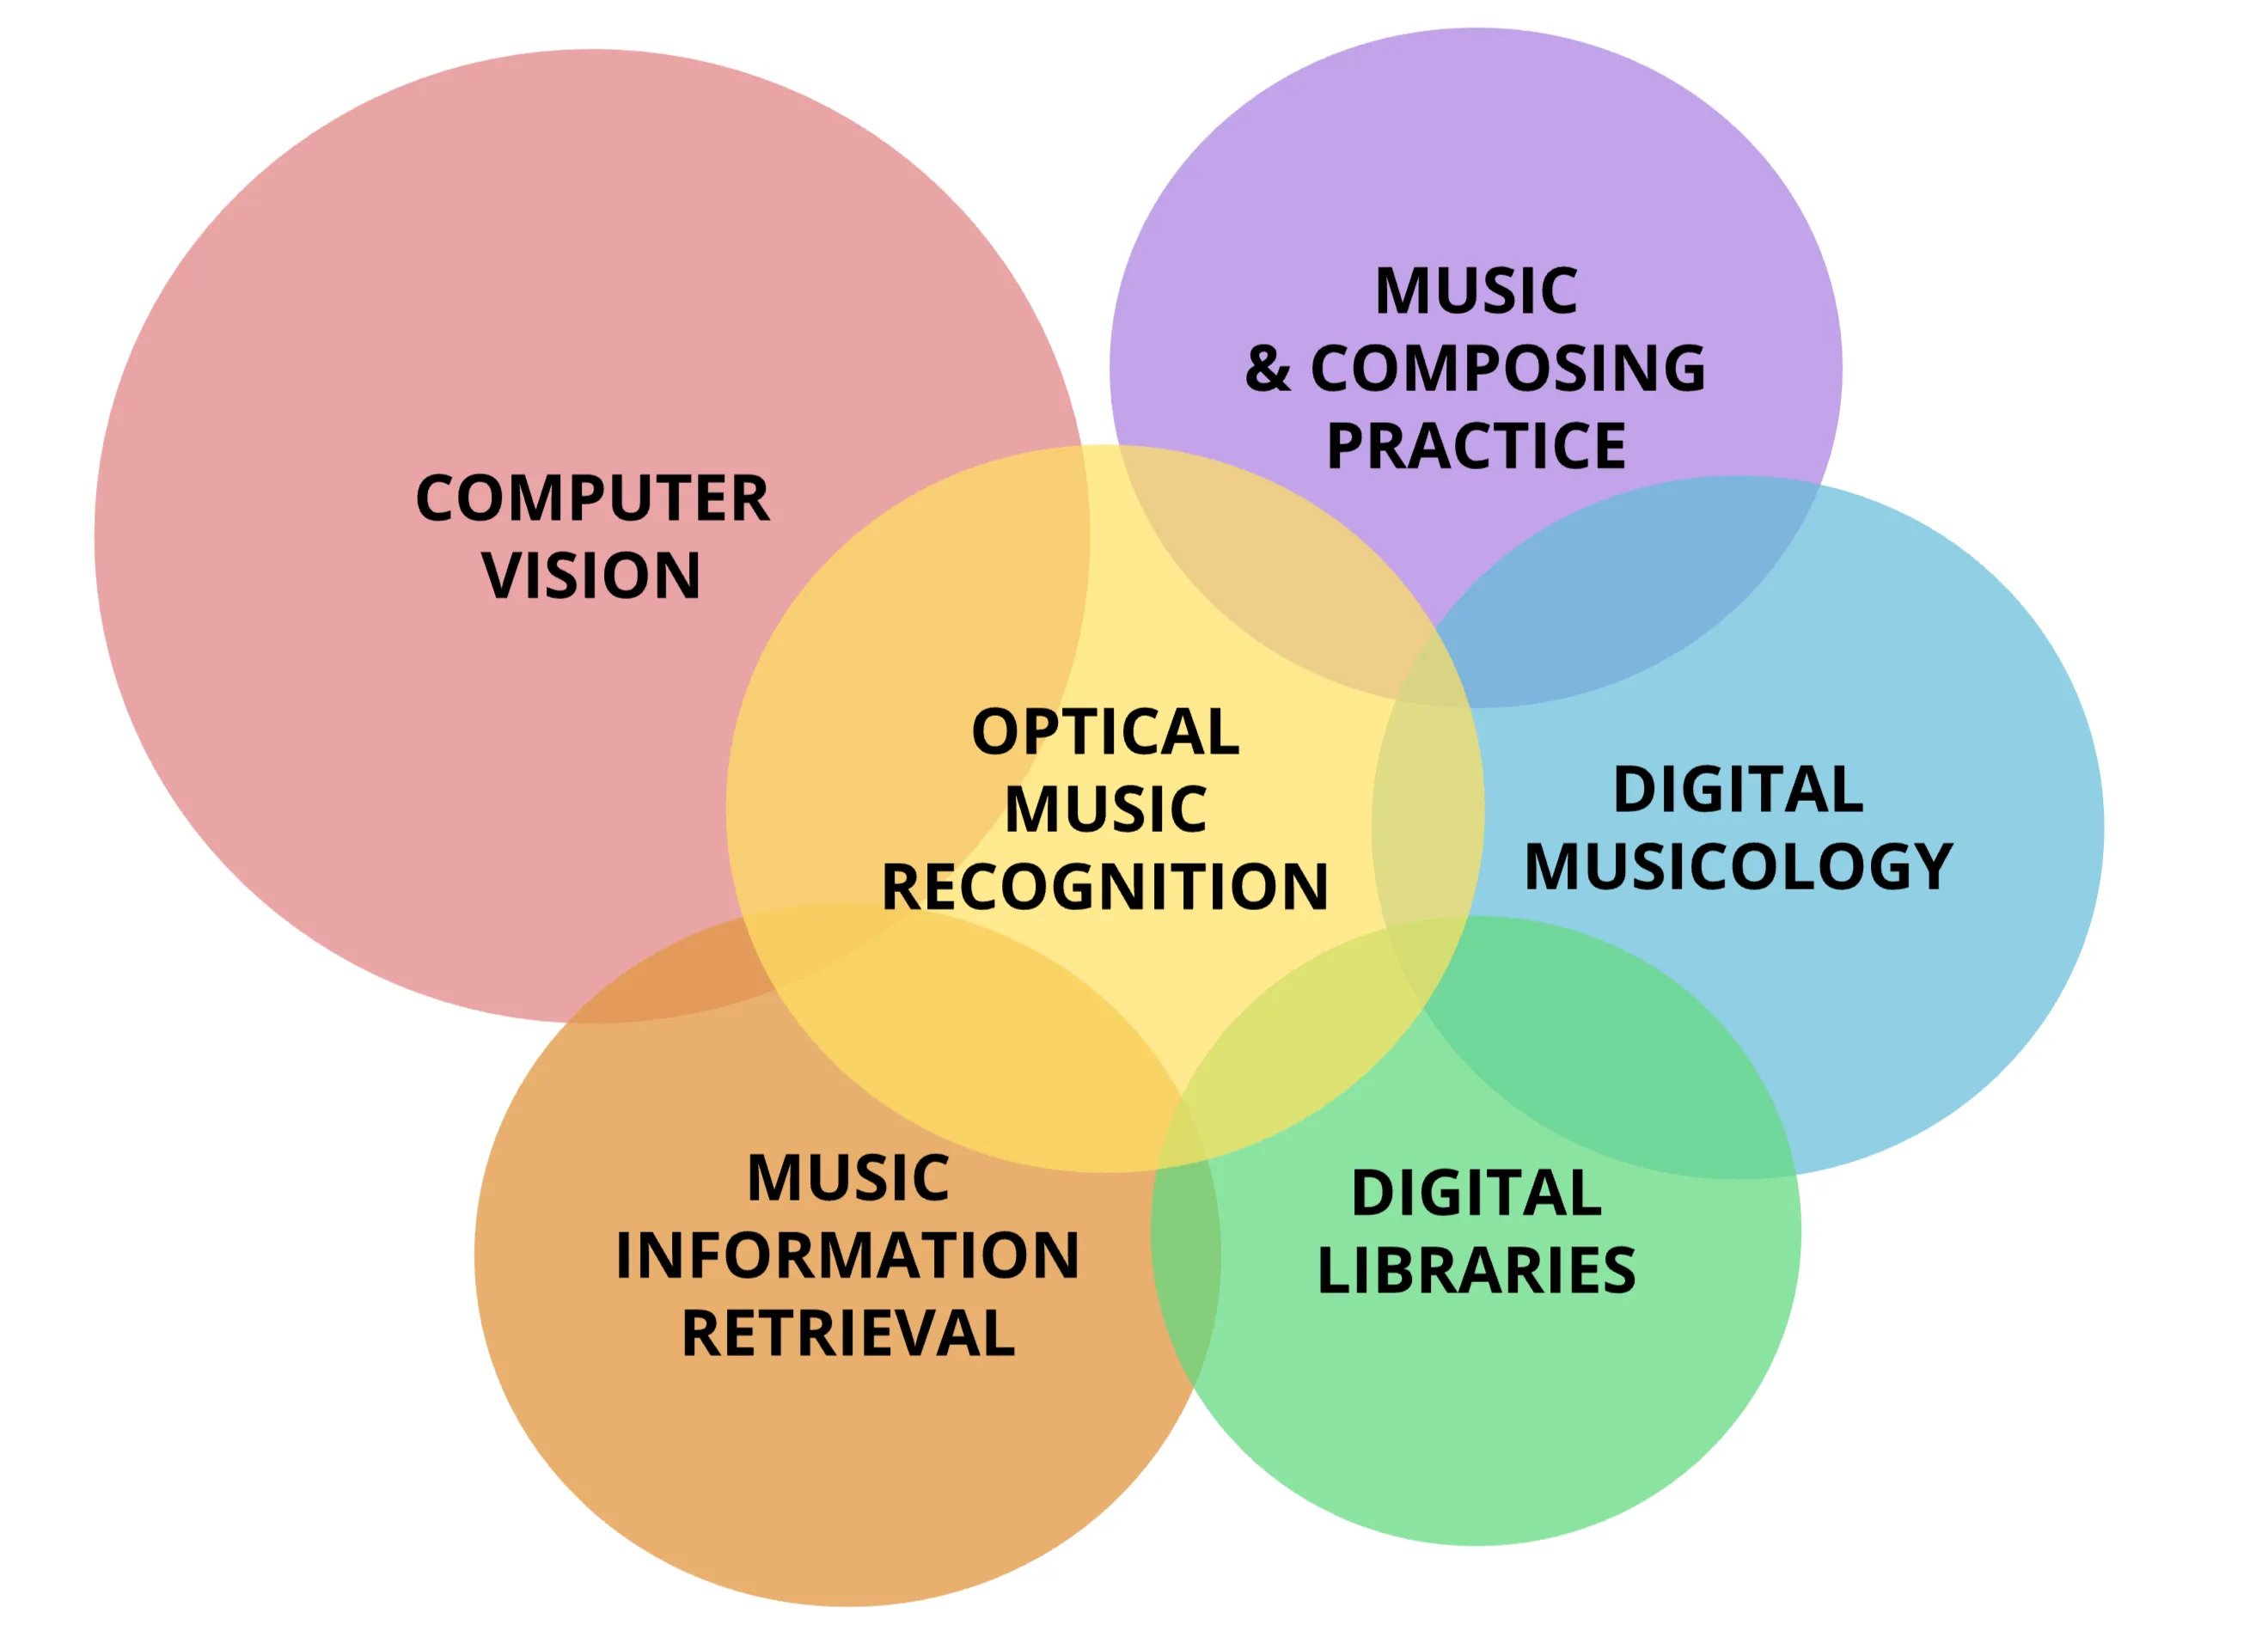 MUSIC
& COMPOSING
PRACTICE
COMPUTER
VISION
OPTICAL
MUSIC
RECOGNITION
DIGITAL
MUSICOLOGY
MUSIC
INFORMATION
RETRIEVAL
DIGITAL
LIBRARIES